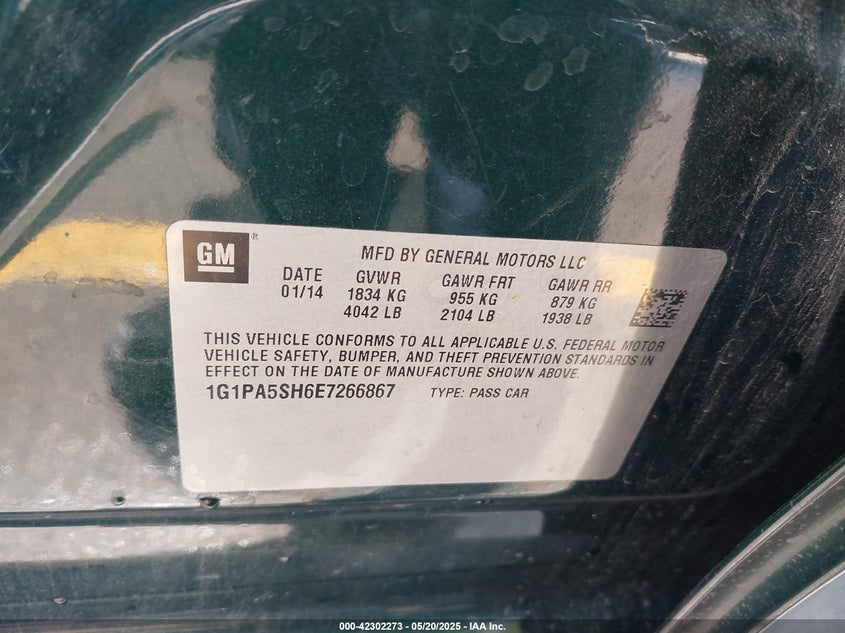 GM ®
MFD BY GENERAL MOTORS LLC
DATE GVWR GAWR FRT GAWR RR
01/14 1834 KG 955 KG 879 KG
4042 LB 2104 LB 1938 LB
THIS VEHICLE CONFORMS TO ALL APPLICABLE U.S. FEDERAL MOTOR
VEHICLE SAFETY, BUMPER, AND THEFT PREVENTION STANDARDS IN
EFFECT ON THE DATE OF MANUFACTURE SHOWN ABOVE.
1G1PA5SH6E7266867 TYPE: PASS CAR
000-42302273 - 05/20/2025 - IAA Inc.